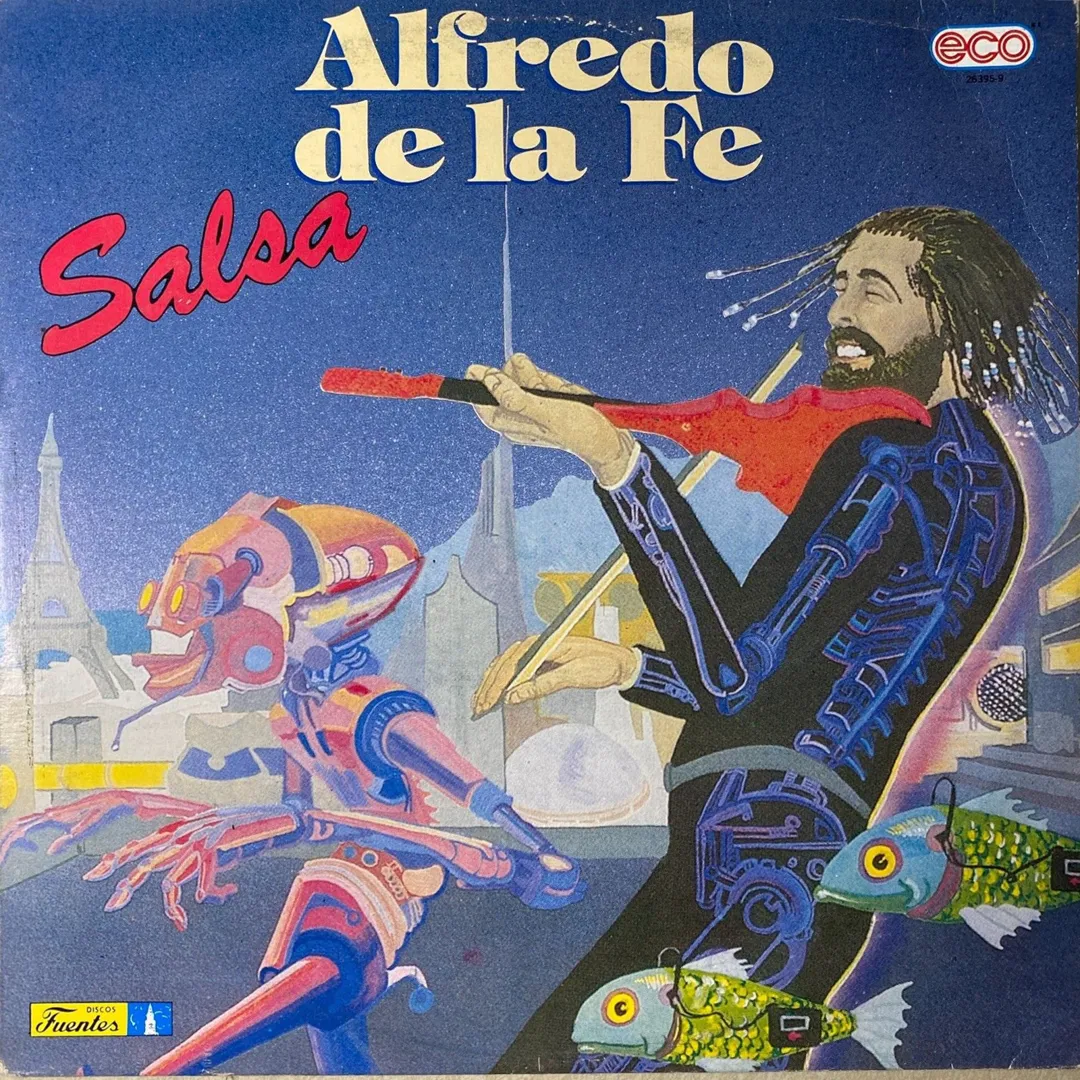 Alfredo
de la Fe
eco
26395-9
Salsa
DISCOS
Fuentes